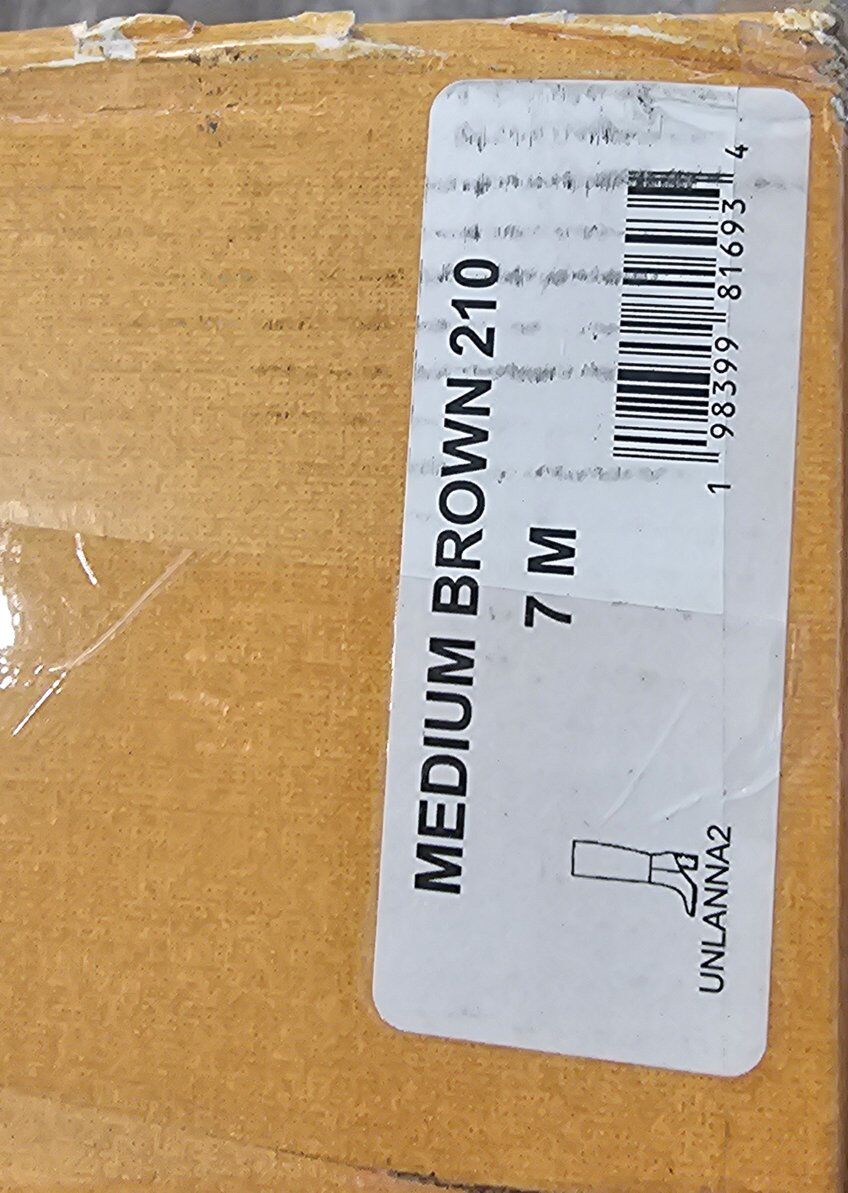 MEDIUM BROWN 210
7 M
UNLANNA2
1 98399 81693 4